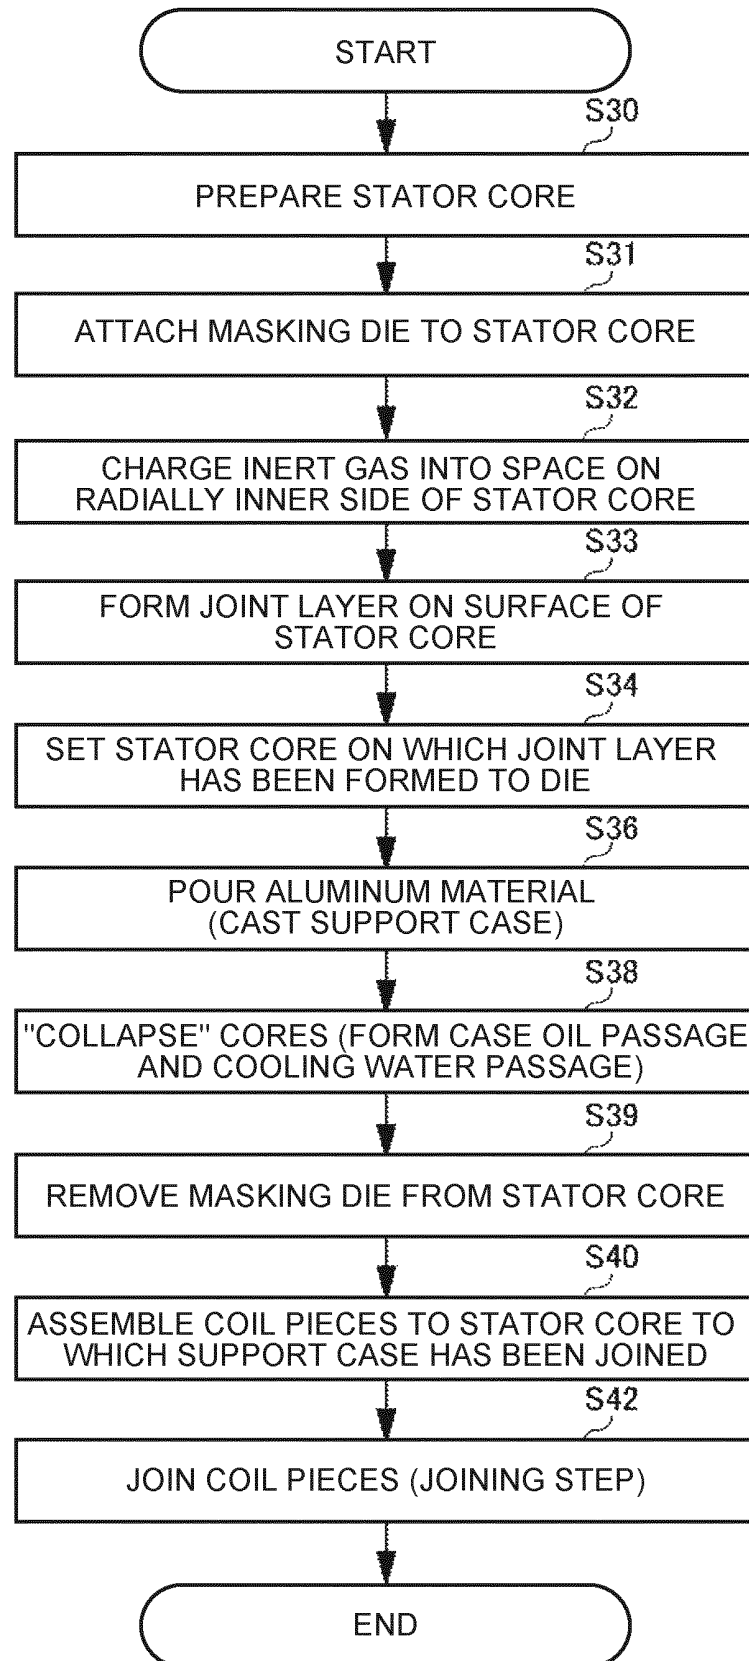 START
S30
PREPARE STATOR CORE
S31
ATTACH MASKING DIE TO STATOR CORE
S32
CHARGE INERT GAS INTO SPACE ON
RADIALLY INNER SIDE OF STATOR CORE
S33
FORM JOINT LAYER ON SURFACE OF
STATOR CORE
S34
SET STATOR CORE ON WHICH JOINT LAYER
HAS BEEN FORMED TO DIE
S36
POUR ALUMINUM MATERIAL
(CAST SUPPORT CASE)
S38
"COLLAPSE" CORES (FORM CASE OIL PASSAGE
AND COOLING WATER PASSAGE)
S39
REMOVE MASKING DIE FROM STATOR CORE
S40
ASSEMBLE COIL PIECES TO STATOR CORE TO
WHICH SUPPORT CASE HAS BEEN JOINED
S42
JOIN COIL PIECES (JOINING STEP)
END